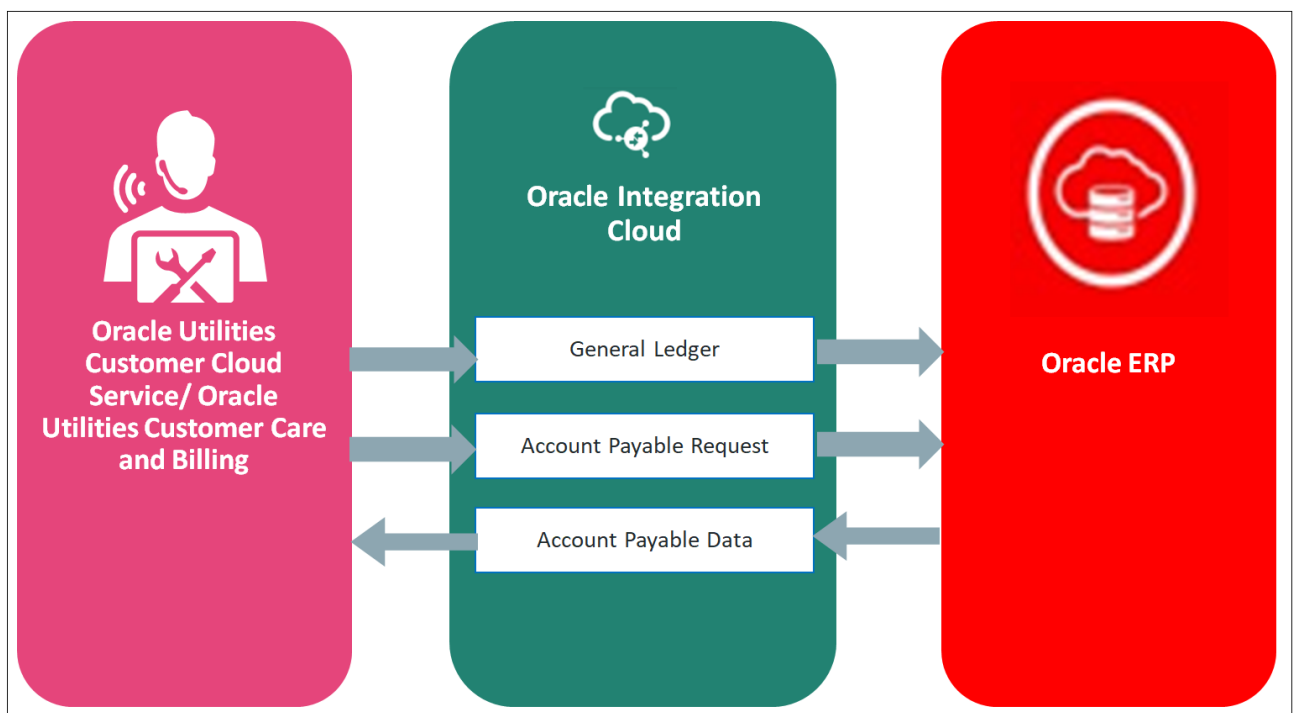 Oracle Utilities
Customer Cloud
Service/ Oracle
Utilities Customer Care
and Billing
Oracle Integration
Cloud
General Ledger
Account Payable Request
Account Payable Data
Oracle ERP